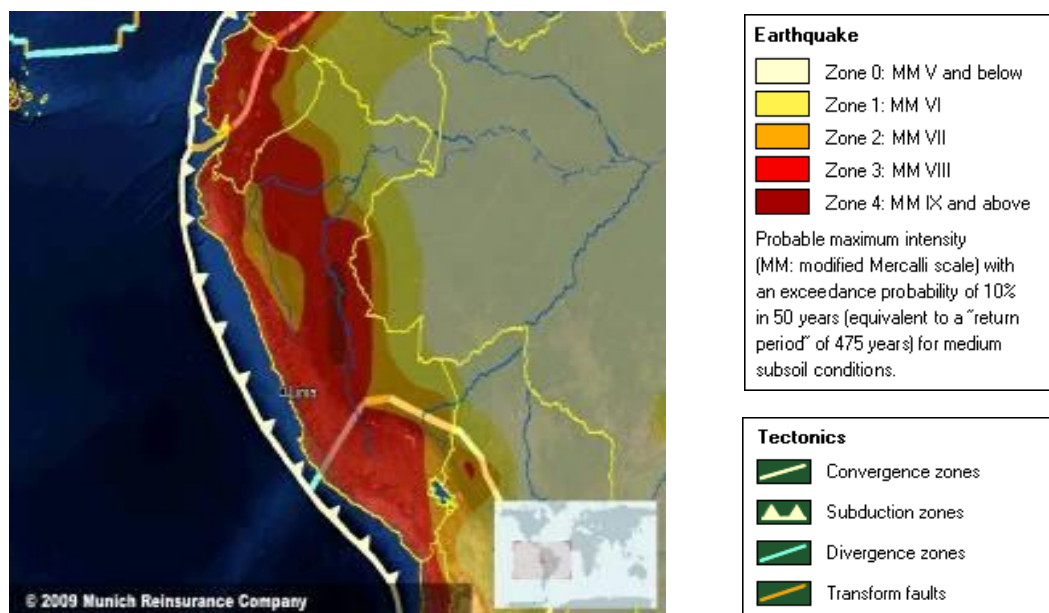 Lima
© 2009 Munich Reinsurance Company
Earthquake
Zone 0: MM V and below
Zone 1: MM VI
Zone 2: MM VII
Zone 3: MM VIII
Zone 4: MM IX and above
Probable maximum intensity
(MM: modified Mercalli scale) with
an exceedance probability of 10%
in 50 years (equivalent to a "return
period" of 475 years) for medium
subsoil conditions.
Tectonics
Convergence zones
Subduction zones
Divergence zones
Transform faults